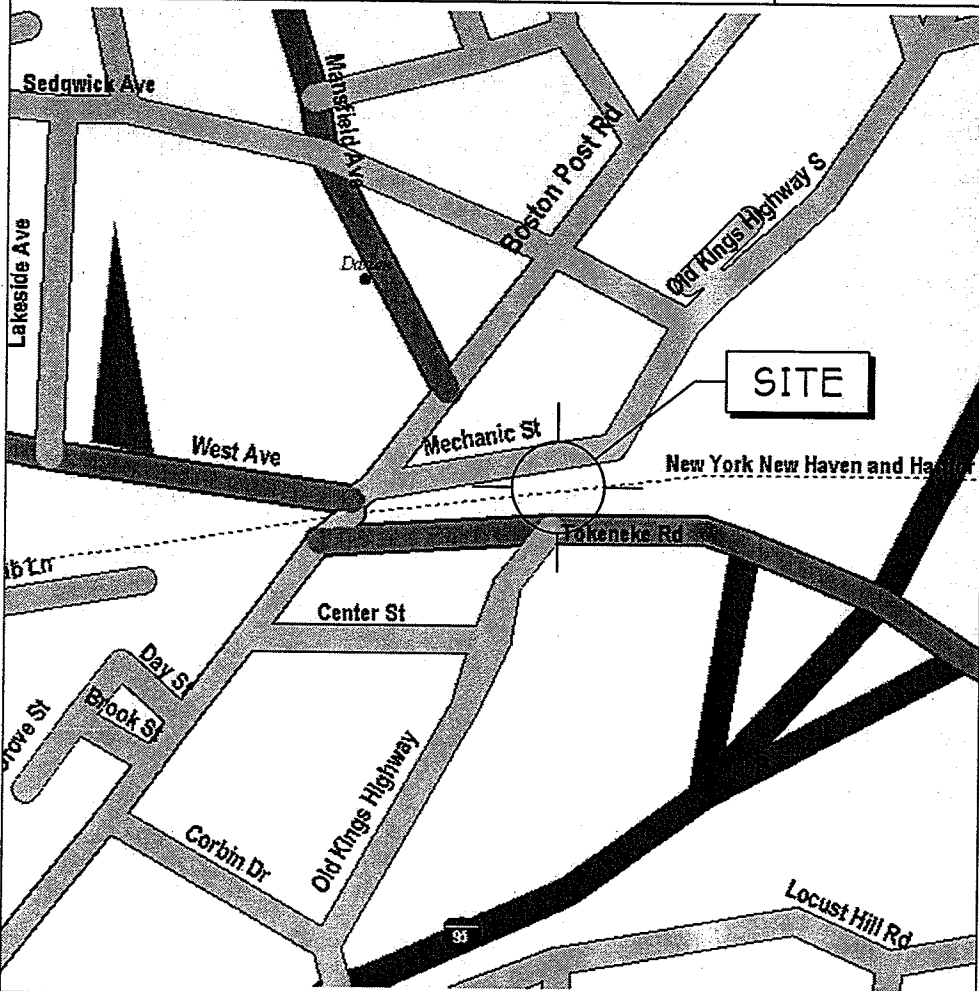 Sedgwick Ave
Mansfield Ave
Boston Post Rd
Old Kings Highway S
Lakeside Ave
SITE
West Ave
Mechanic St
New York New Haven and
Tokeneke Rd
Center St
Day St
Brook St
Grove St
Old Kings Highway
Corbin Dr
Locust Hill Rd
95